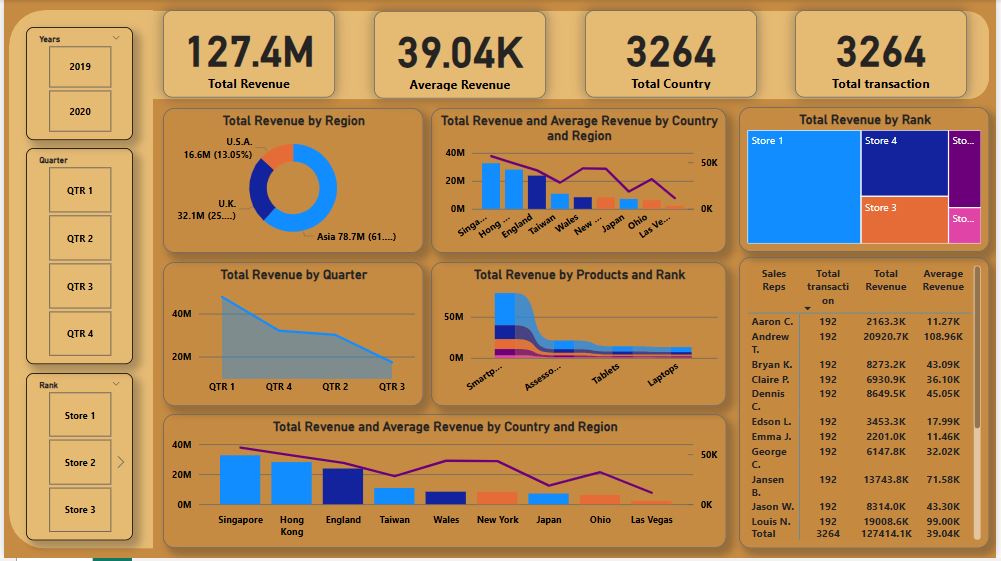 Years
2019
2020
Quarter
QTR 1
QTR 2
QTR 3
QTR 4
Rank
Store 1
Store 2
Store 3
127.4M
Total Revenue
39.04K
Average Revenue
3264
Total Country
3264
Total transaction
Total Revenue by Region
U.S.A.
16.6M (13.05%)
U.K.
32.1M (25....)
Asia 78.7M (61....)
Total Revenue and Average Revenue by Country
and Region
40M
20M
0M
50K
0K
Singa...
Hong ...
England
Taiwan
Wales
New ...
Japan
Ohio
Las Ve...
Total Revenue by Rank
Store 1
Store 4
Store 3
Sto...
Sto...
Total Revenue by Quarter
40M
20M
QTR 1 QTR 4 QTR 2 QTR 3
Total Revenue by Products and Rank
50M
0M
Smartp...
Assesso...
Tablets
Laptops
Total Revenue and Average Revenue by Country and Region
40M
20M
0M
50K
0K
Singapore Hong Kong England Taiwan Wales New York Japan Ohio Las Vegas
Sales Reps Total transacti on Total Revenue Average Revenue
Aaron C. 192 2163.3K 11.27K
Andrew T. 192 20920.7K 108.96K
Bryan K. 192 8273.2K 43.09K
Claire P. 192 6930.9K 36.10K
Dennis C. 192 8649.5K 45.05K
Edson L. 192 3453.3K 17.99K
Emma J. 192 2201.0K 11.46K
George C. 192 6147.8K 32.02K
Jansen B. 192 13743.8K 71.58K
Jason W. 192 8314.0K 43.30K
Louis N. 192 19008.6K 99.00K
Total 3264 127414.1K 39.04K